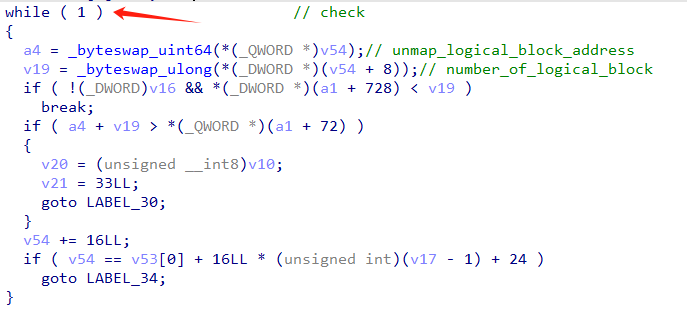 while ( 1 ) // check
{
a4 = _byteswap_uint64(*(_QWORD *)v54);// unmap_logical_block_address
v19 = _byteswap_ulong(*(_DWORD *)(v54 + 8));// number_of_logical_block
if ( !(_DWORD)v16 && *(_DWORD *)(a1 + 728) < v19 )
break;
if ( a4 + v19 > *(_QWORD *)(a1 + 72) )
{
v20 = (unsigned __int8)v10;
v21 = 33LL;
goto LABEL_30;
}
v54 += 16LL;
if ( v54 == v53[0] + 16LL * (unsigned int)(v17 - 1) + 24 )
goto LABEL_34;
}